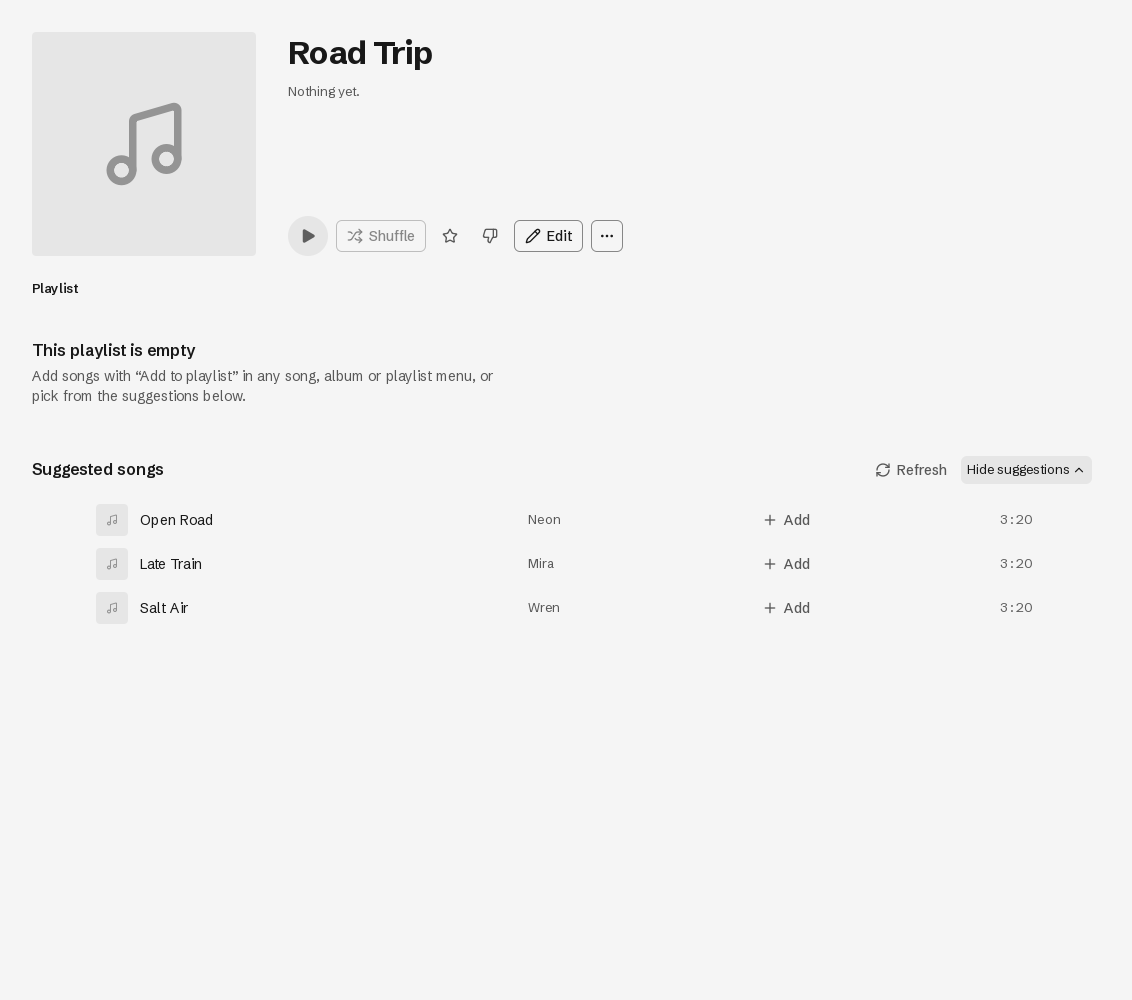 Road Trip
Nothing yet.
Shuffle
Edit
Playlist
This playlist is empty
Add songs with “Add to playlist” in any song, album or playlist menu, or
pick from the suggestions below.
Suggested songs
Refresh
Hide suggestions
Open Road Neon Add 3:20
Late Train Mira Add 3:20
Salt Air Wren Add 3:20